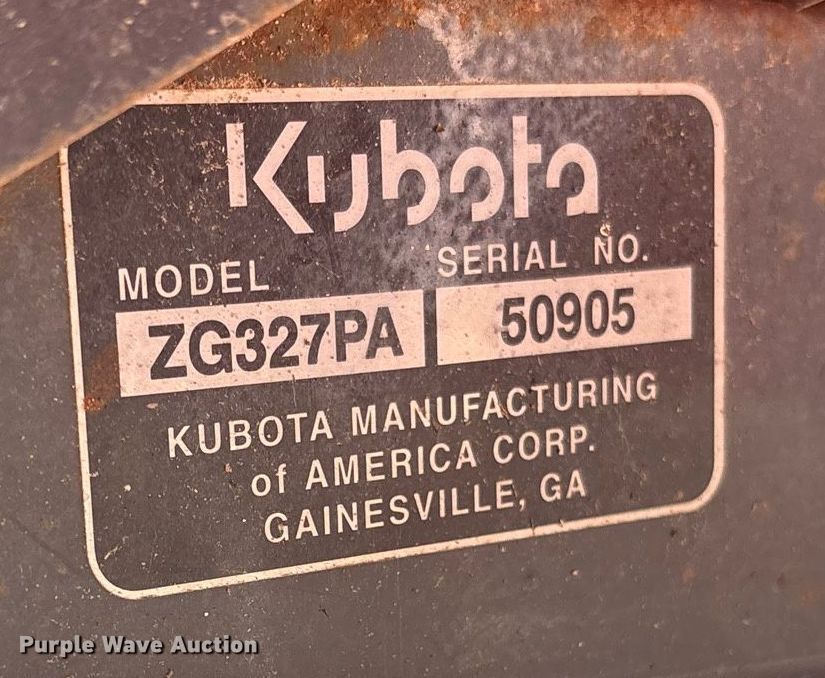 Kubota
MODEL
SERIAL NO.
ZG327PA
50905
KUBOTA MANUFACTURING
of AMERICA CORP.
GAINESVILLE, GA
Purple Wave Auction